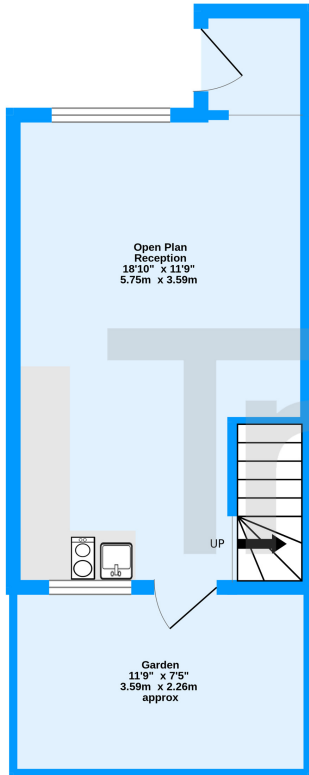 Open Plan
Reception
18'10" x 11'9"
5.75m x 3.59m
UP
Garden
11'9" x 7'5"
3.59m x 2.26m
approx